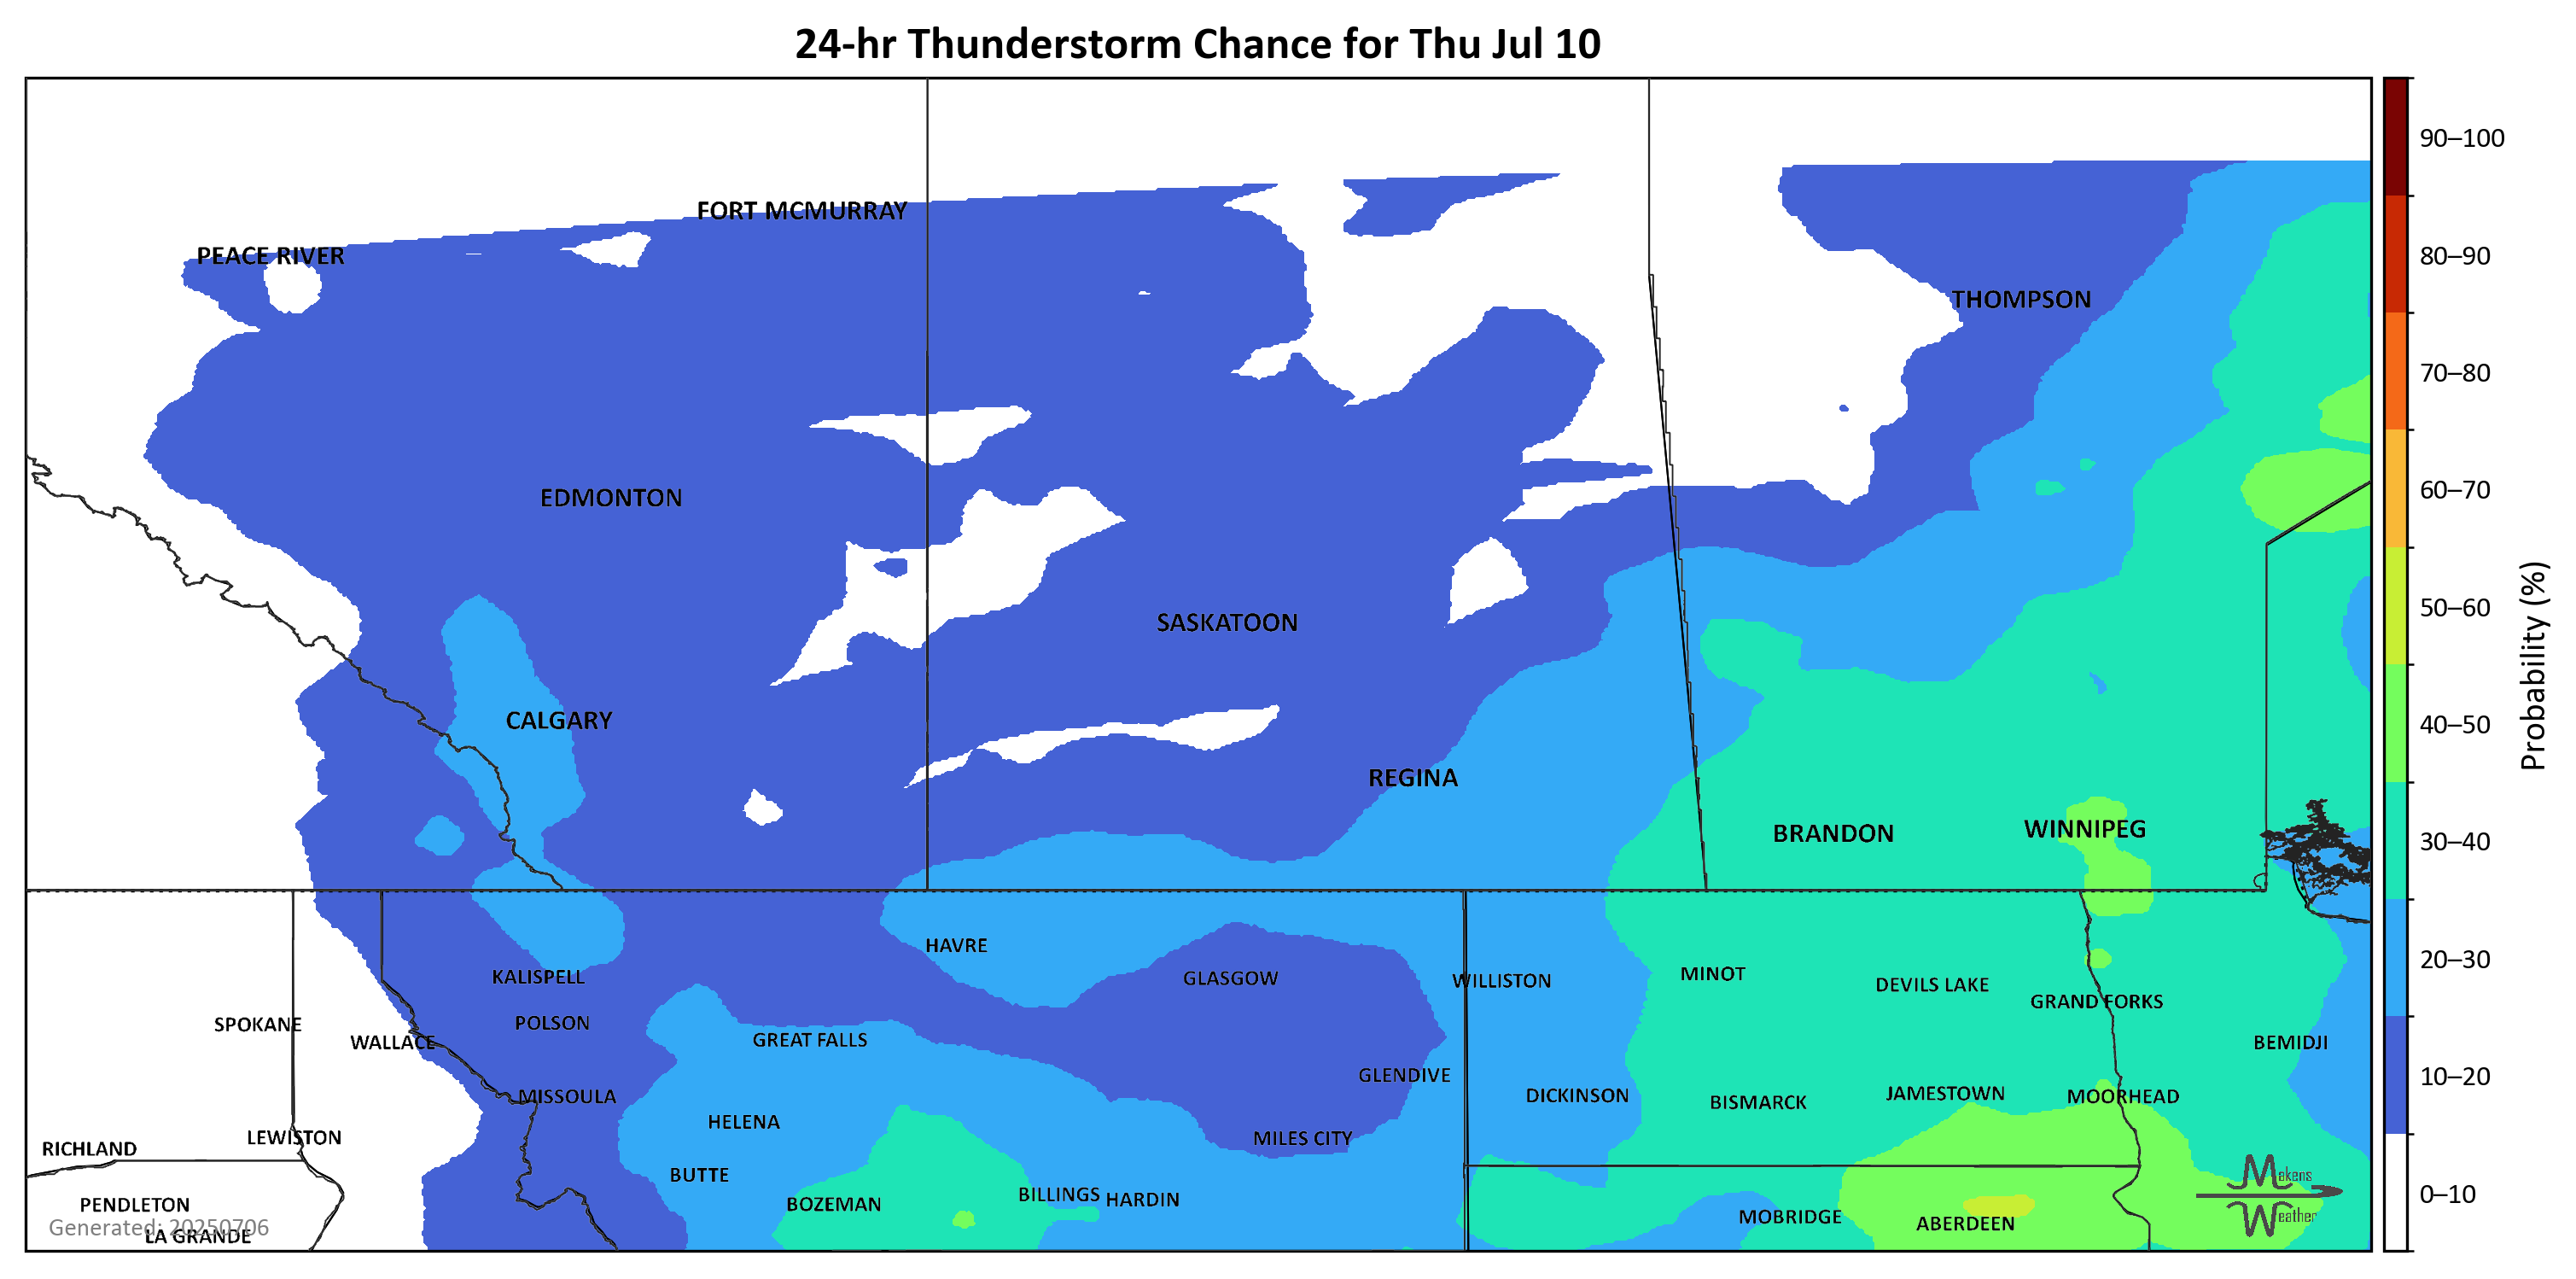 24-hr Thunderstorm Chance for Thu Jul 10
90–100
FORT MCMURRAY
PEACE RIVER
80–90
THOMPSON
70–80
EDMONTON
60–70
SASKATOON
50–60
CALGARY
40–50
Probability (%)
REGINA
WINNIPEG
BRANDON
30–40
HAVRE
20–30
KALISPELL
GLASGOW
WILLISTON
MINOT
DEVILS LAKE
GRAND FORKS
SPOKANE
POLSON
WALLACE
GREAT FALLS
BEMIDJI
GLENDIVE
10–20
MISSOULA
DICKINSON
BISMARCK
JAMESTOWN
MOORHEAD
HELENA
LEWISTON
MILES CITY
RICHLAND
BUTTE
Makens
Weather
BILLINGS
HARDIN
0–10
PENDLETON
BOZEMAN
MOBRIDGE
ABERDEEN
Generated: 20250706
LA GRANDE